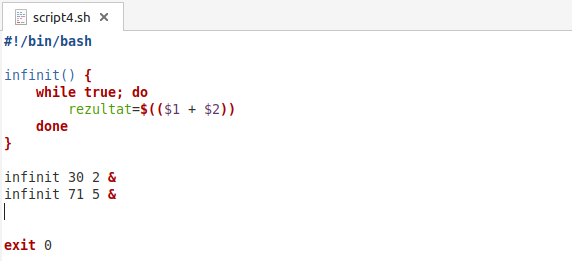 script4.sh
#!/bin/bash
infinit() {
    while true; do
        rezultat=$(($1 + $2))
    done
}
infinit 30 2 &
infinit 71 5 &
exit 0